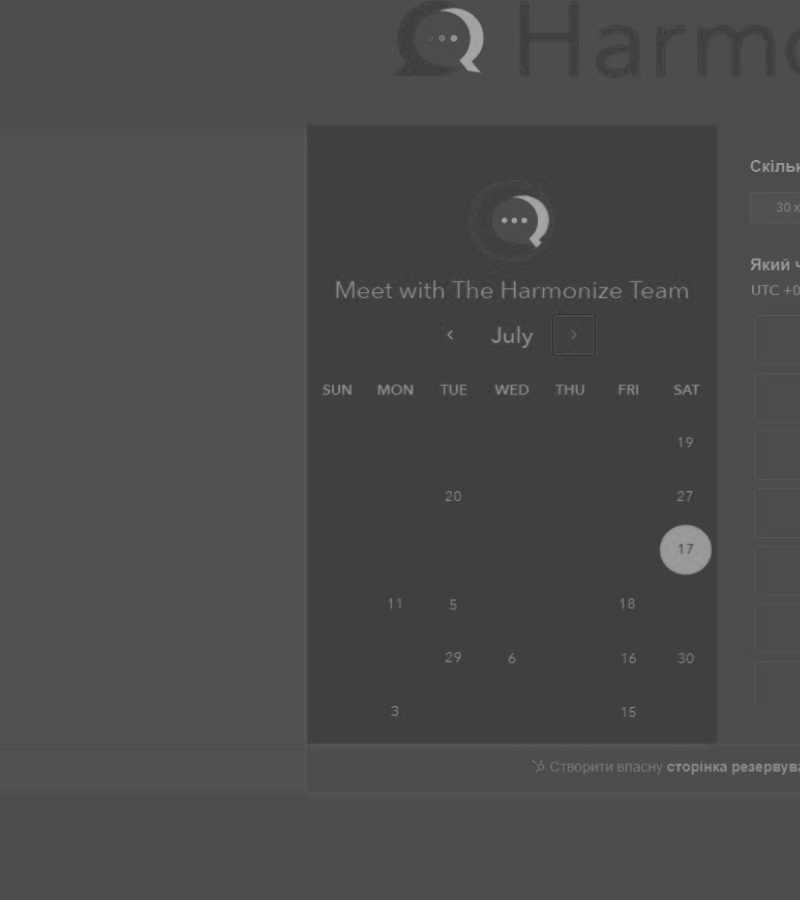 Harmo
Meet with The Harmonize Team
July
SUN MON TUE WED THU FRI SAT
19
20 27
17
11 5 18
29 6 16 30
3 15
Скільк
30 х
Який ч
UTC +0
Створити власну сторінка резервува